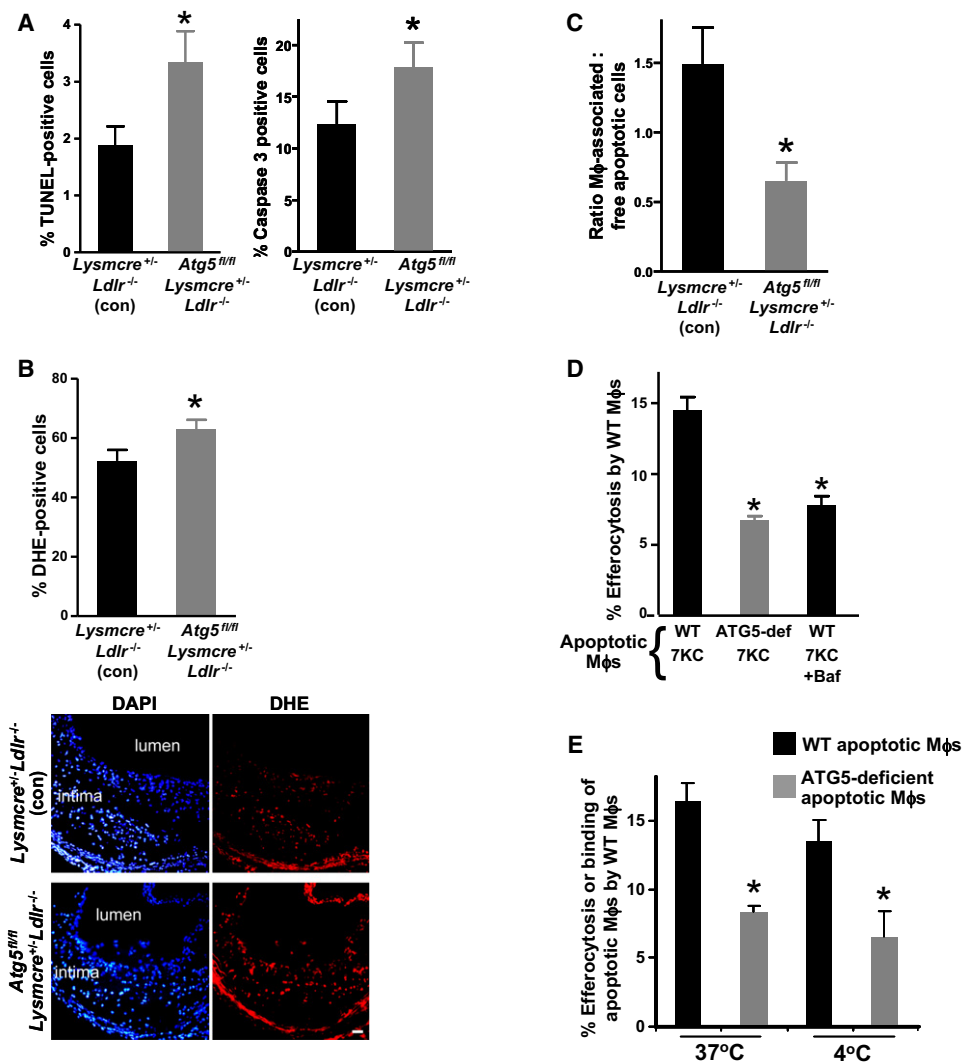 A
% TUNEL-positive cells
4
3
2
1
0
*
Lysmcre+/-
Ldlr-/-
(con)
Atg5fl/fl
Lysmcre+/-
Ldlr-/-
% Caspase 3 positive cells
20
15
10
5
0
*
Lysmcre+/-
Ldlr-/-
(con)
Atg5fl/fl
Lysmcre+/-
Ldlr-/-
B
% DHE-positive cells
80
60
40
20
0
*
Lysmcre+/-
Ldlr-/-
(con)
Atg5fl/fl
Lysmcre+/-
Ldlr-/-
DAPI
DHE
Lysmcre+/-Ldlr-/-
(con)
lumen
intima
Atg5fl/fl
Lysmcre+/-Ldlr-/-
lumen
intima
C
Ratio Mϕ-associated :
free apoptotic cells
1.5
1.0
0.5
0.0
*
Lysmcre+/-
Ldlr-/-
(con)
Atg5fl/fl
Lysmcre+/-
Ldlr-/-
D
% Efferocytosis by WT Mϕs
15
10
5
0
*
*
Apoptotic
Mϕs
{
WT
7KC
ATG5-def
7KC
WT
7KC
+Baf
E
WT apoptotic Mϕs
ATG5-deficient
apoptotic Mϕs
% Efferocytosis or binding of
apoptotic Mϕs by WT Mϕs
15
10
5
0
*
*
37°C
4°C